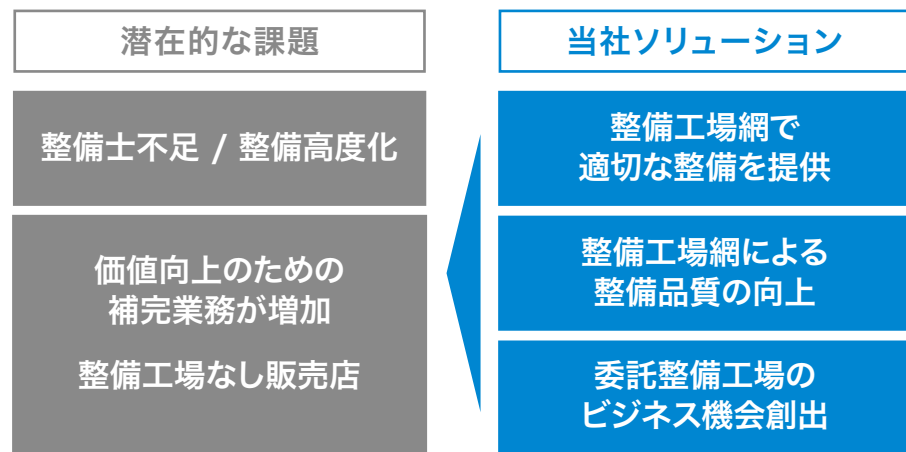 潜在的な課題
整備士不足 / 整備高度化
価値向上のための
補完業務が増加
整備工場なし販売店
当社ソリューション
整備工場網で
適切な整備を提供
整備工場網による
整備品質の向上
委託整備工場の
ビジネス機会創出